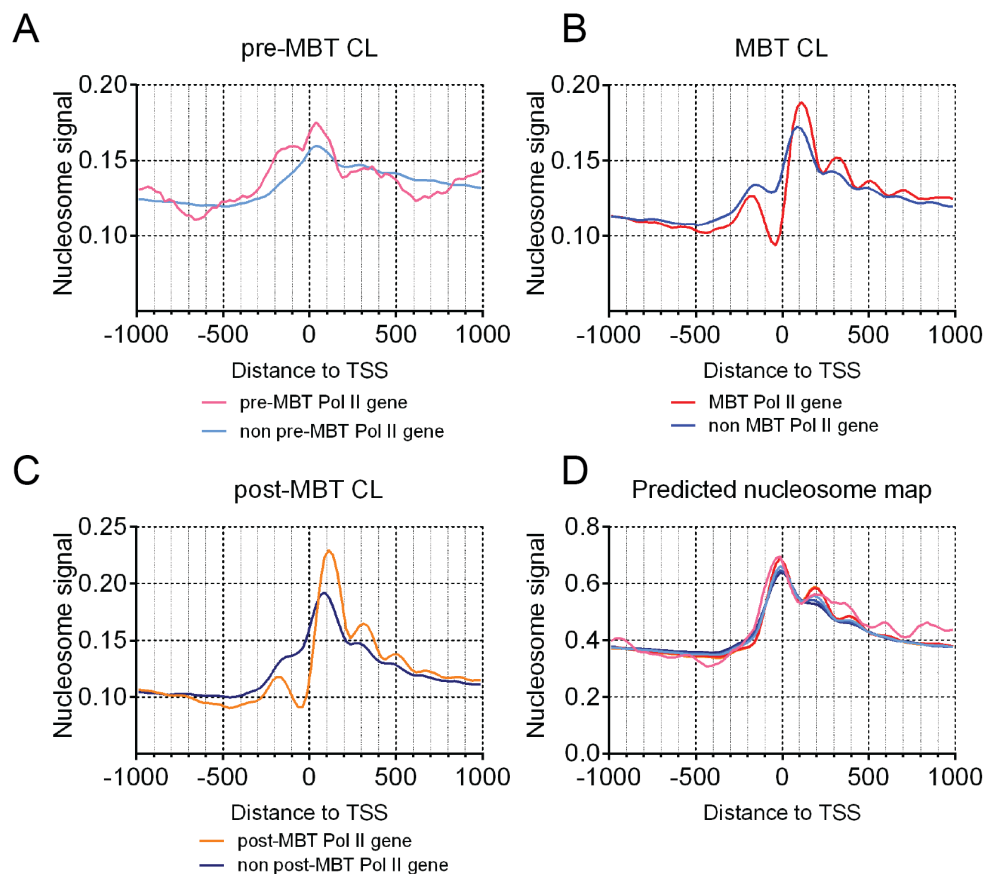 A
pre-MBT CL
Nucleosome signal
0.20
0.15
0.10
-1000 -500 0 500 1000
Distance to TSS
pre-MBT Pol II gene
non pre-MBT Pol II gene
B
MBT CL
Nucleosome signal
0.20
0.15
0.10
-1000 -500 0 500 1000
Distance to TSS
MBT Pol II gene
non MBT Pol II gene
C
post-MBT CL
Nucleosome signal
0.25
0.20
0.15
0.10
-1000 -500 0 500 1000
Distance to TSS
post-MBT Pol II gene
non post-MBT Pol II gene
D
Predicted nucleosome map
Nucleosome signal
0.8
0.6
0.4
0.2
0.0
-1000 -500 0 500 1000
Distance to TSS